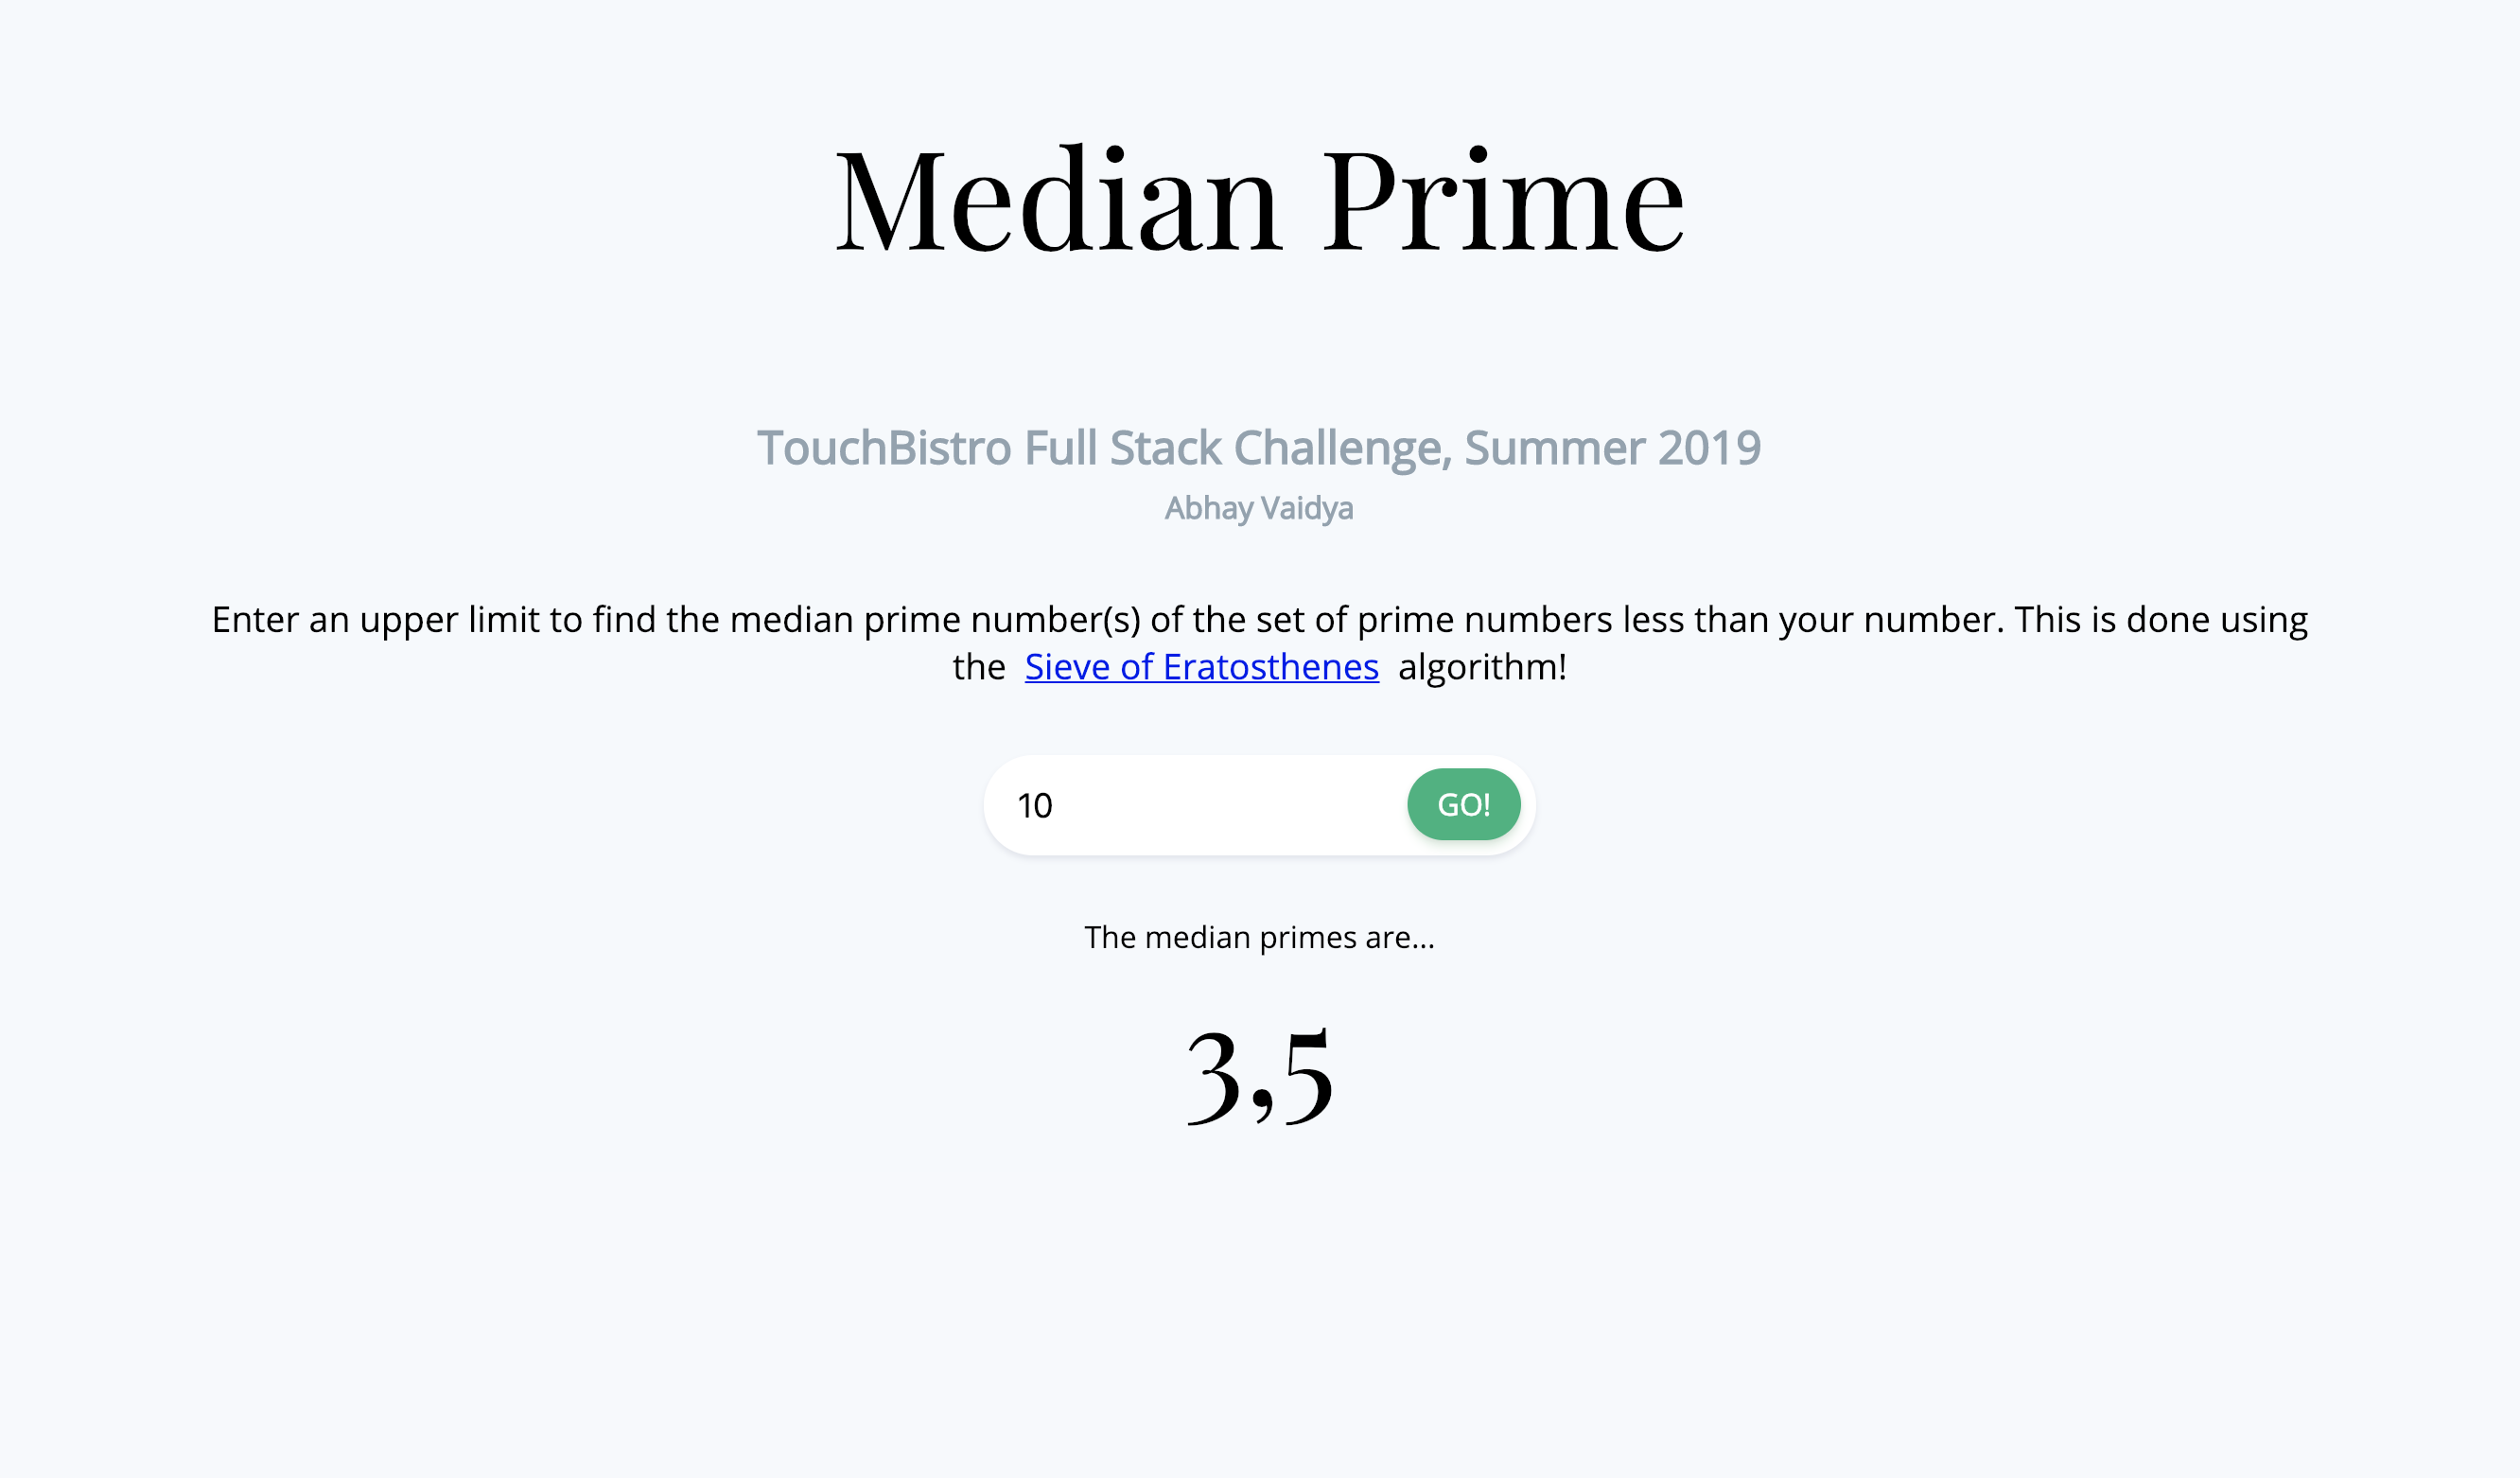 Median Prime
TouchBistro Full Stack Challenge, Summer 2019
Abhay Vaidya
Enter an upper limit to find the median prime number(s) of the set of prime numbers less than your number. This is done using
the Sieve of Eratosthenes algorithm!
10 GO!
The median primes are...
3,5